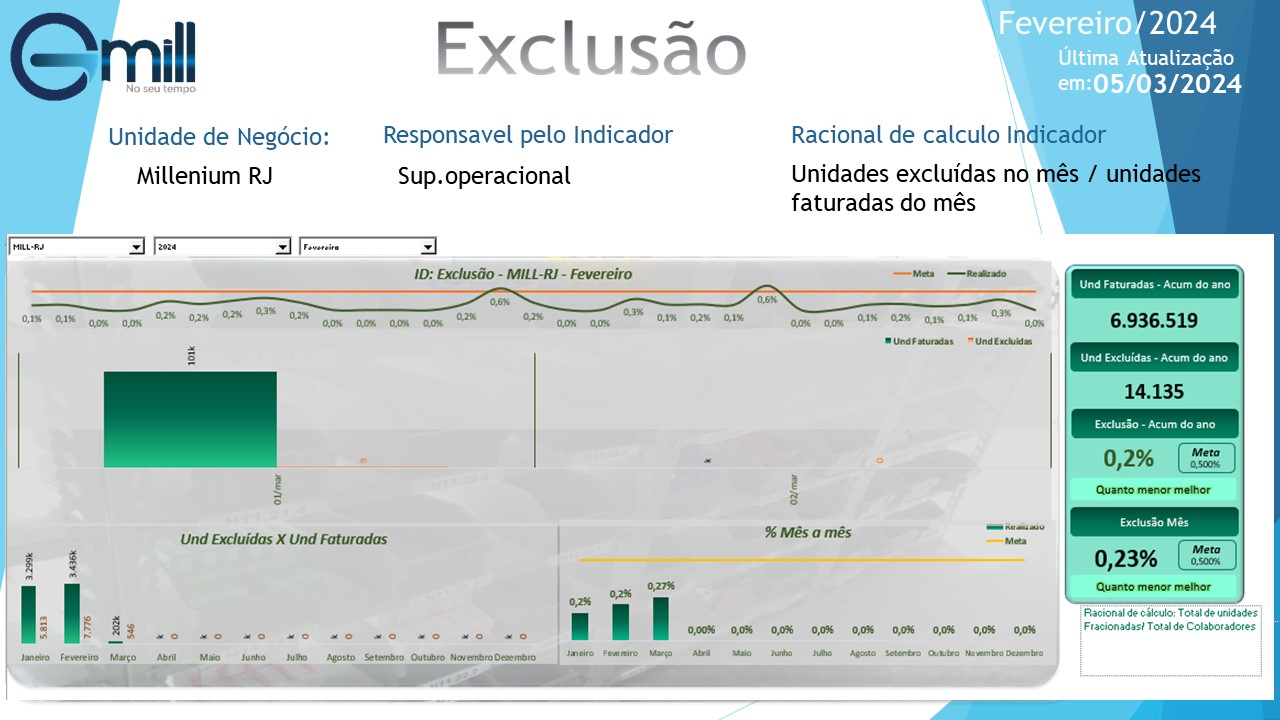 Gmill
No seu tempo
Exclusão
Fevereiro/2024
Última Atualização
em:05/03/2024
Unidade de Negócio:
Millenium RJ
Responsavel pelo Indicador
Sup.operacional
Racional de calculo Indicador
Unidades excluídas no mês / unidades
faturadas do mês
MILL-RJ 2024 Fevereiro
ID: Exclusão - MILL-RJ - Fevereiro
Meta Realizado
0,1% 0,1% 0,0% 0,0% 0,2% 0,2% 0,2% 0,3% 0,2% 0,0% 0,0% 0,0% 0,0% 0,2% 0,6% 0,2% 0,0% 0,0% 0,3% 0,1% 0,2% 0,1% 0,6% 0,0% 0,0% 0,1% 0,2% 0,1% 0,1% 0,3% 0,0%
Und Faturadas Und Excluídas
101k 9 k 0
01/mar 02/mar
Und Excluídas X Und Faturadas
3.299k 3.436k 202k k k k k k k k k k
5.813 7.776 546 0 0 0 0 0 0 0 0 0
Janeiro Fevereiro Março Abril Maio Junho Julho Agosto Setembro Outubro Novembro Dezembro
% Mês a mês
Realizado
Meta
0,2% 0,2% 0,27% 0,00% 0,0% 0,0% 0,0% 0,0% 0,0% 0,0% 0,0% 0,0%
Janeiro Fevereiro Março Abril Maio Junho Julho Agosto Setembro Outubro Novembro Dezembro
Und Faturadas - Acum do ano
6.936.519
Und Excluídas - Acum do ano
14.135
Exclusão - Acum do ano
0,2% Meta
0,500%
Quanto menor melhor
Exclusão Mês
0,23% Meta
0,500%
Quanto menor melhor
Racional de cálculo: Total de unidades
Fracionadas/ Total de Colaboradores